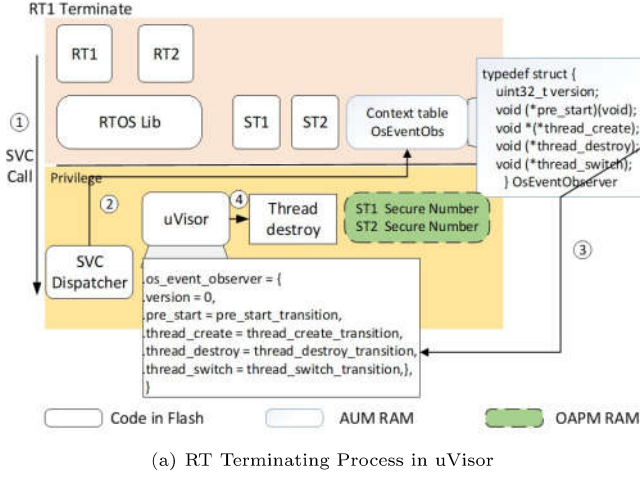 RT1 Terminate
RT1
RT2
RTOS Lib
ST1
ST2
Context table
OsEventObs
typedef struct {
uint32_t version;
void (*pre_start)(void);
void *(*thread_create);
void (*thread_destroy);
void (*thread_switch);
} OsEventObserver
1
SVC
Call
Privilege
2
uVisor
4
Thread
destroy
ST1 Secure Number
ST2 Secure Number
3
SVC
Dispatcher
.os_event_observer = {
.version = 0,
.pre_start = pre_start_transition,
.thread_create = thread_create_transition,
.thread_destroy = thread_destroy_transition,
.thread_switch = thread_switch_transition,},
}
Code in Flash
AUM RAM
OAPM RAM
(a) RT Terminating Process in uVisor